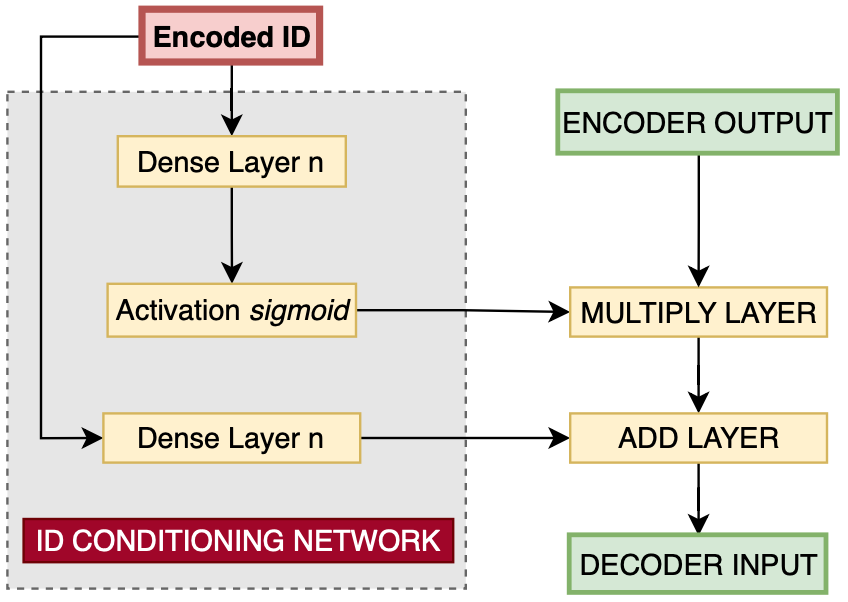 Encoded ID
ENCODER OUTPUT
Dense Layer n
Activation sigmoid
MULTIPLY LAYER
Dense Layer n
ADD LAYER
ID CONDITIONING NETWORK
DECODER INPUT